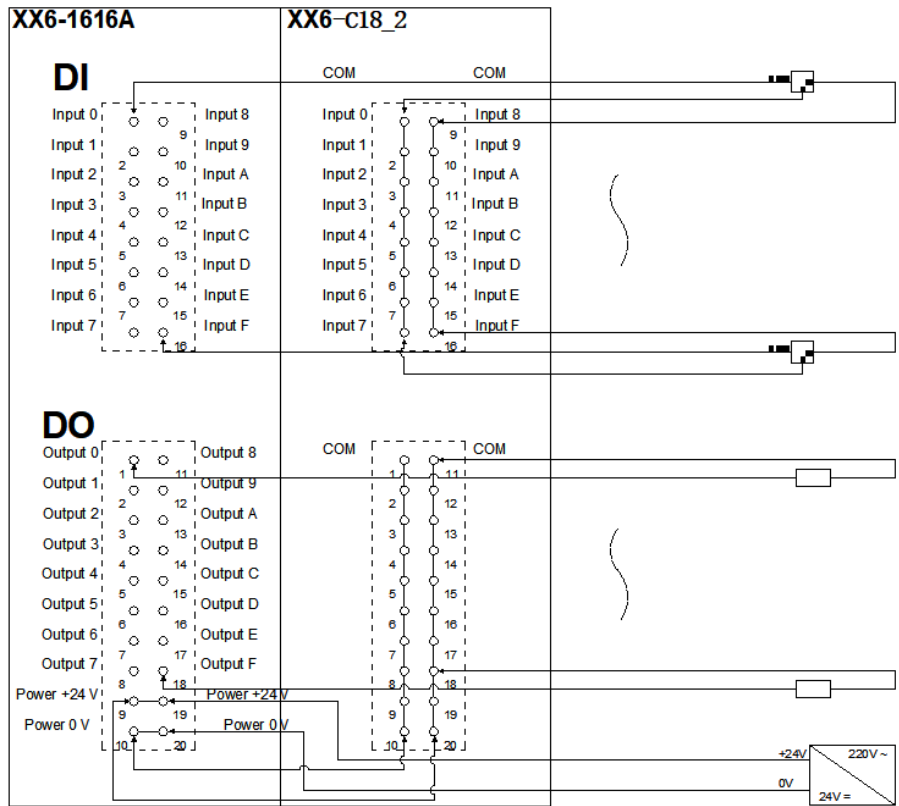 XX6-1616A XX6-C18_2
DI COM COM
Input 0 Input 8 Input 0 Input 8
9 9
Input 1 Input 9 Input 1 Input 9
2 10 2 10
Input 2 Input A Input 2 Input A
3 11 3 11
Input 3 Input B Input 3 Input B
4 12 4 12
Input 4 Input C Input 4 Input C
5 13 5 13
Input 5 Input D Input 5 Input D
6 14 6 14
Input 6 Input E Input 6 Input E
7 15 7 15
Input 7 Input F Input 7 Input F
16 16
DO
Output 0 Output 8 COM COM
1 11 1 11
Output 1 Output 9
2 12 2 12
Output 2 Output A
3 13 3 13
Output 3 Output B
4 14 4 14
Output 4 Output C
5 15 5 15
Output 5 Output D
6 16 6 16
Output 6 Output E
7 17 7 17
Output 7 Output F
8 18 8 18
Power +24 V Power +24 V
9 19 9 19
Power 0 V Power 0 V
10 20 10 20
+24V 220V ~
0V
24V =